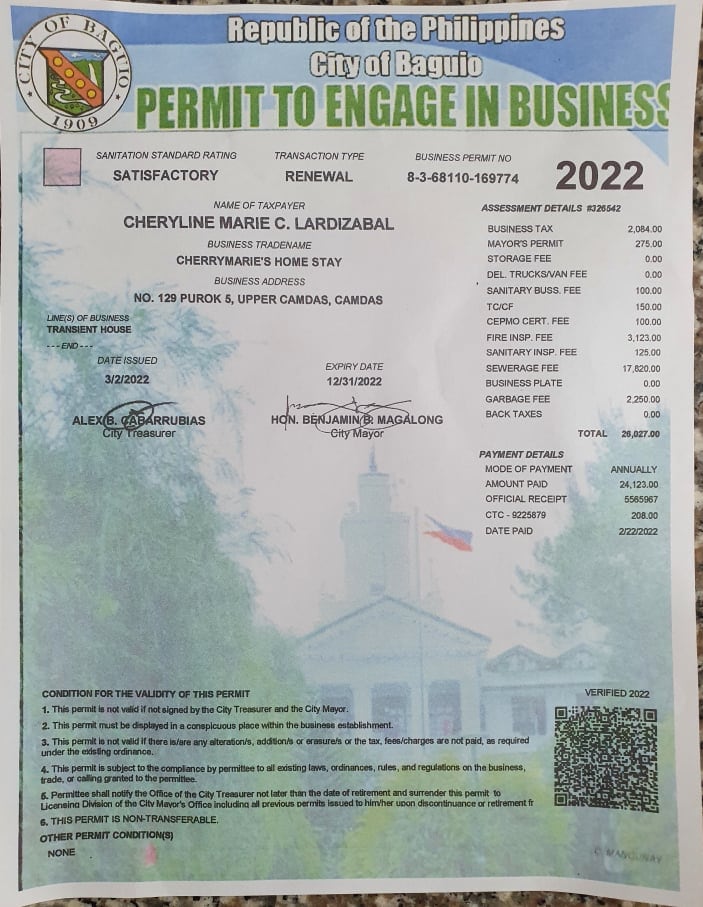 CITY OF BAGUIO
1909
Republic of the Philippines
City of Baguio
PERMIT TO ENGAGE IN BUSINESS
SANITATION STANDARD RATING
SATISFACTORY
TRANSACTION TYPE
RENEWAL
BUSINESS PERMIT NO
8-3-68110-169774
2022
NAME OF TAXPAYER
CHERYLINE MARIE C. LARDIZABAL
BUSINESS TRADENAME
CHERRYMARIE'S HOME STAY
BUSINESS ADDRESS
NO. 129 PUROK 5, UPPER CAMDAS, CAMDAS
LINE(S) OF BUSINESS
TRANSIENT HOUSE
--- END ---
DATE ISSUED
3/2/2022
EXPIRY DATE
12/31/2022
ALEX B. CABARRUBIAS
City Treasurer
HON. BENJAMIN B. MAGALONG
City Mayor
ASSESSMENT DETAILS #326542
BUSINESS TAX 2,084.00
MAYOR'S PERMIT 275.00
STORAGE FEE 0.00
DEL. TRUCKS/VAN FEE 0.00
SANITARY BUSS. FEE 100.00
TC/CF 150.00
CEPMO CERT. FEE 100.00
FIRE INSP. FEE 3,123.00
SANITARY INSP. FEE 125.00
SEWERAGE FEE 17,820.00
BUSINESS PLATE 0.00
GARBAGE FEE 2,250.00
BACK TAXES 0.00
TOTAL 26,027.00
PAYMENT DETAILS
MODE OF PAYMENT ANNUALLY
AMOUNT PAID 24,123.00
OFFICIAL RECEIPT 5565967
CTC - 9225879 208.00
DATE PAID 2/22/2022
CONDITION FOR THE VALIDITY OF THIS PERMIT
1. This permit is not valid if not signed by the City Treasurer and the City Mayor.
2. This permit must be displayed in a conspicuous place within the business establishment.
3. This permit is not valid if there is/are any alteration/s, addition/s or erasure/s or the tax, fees/charges are not paid, as required
under the existing ordinance.
4. This permit is subject to the compliance by permittee to all existing laws, ordinances, rules, and regulations on the business,
trade, or calling granted to the permittee.
5. Permittee shall notify the Office of the City Treasurer not later than the date of retirement and surrender this permit to
Licensing Division of the City Mayor's Office including all previous permits issued to him/her upon discontinuance or retirement fr
6. THIS PERMIT IS NON-TRANSFERABLE.
OTHER PERMIT CONDITION(S)
NONE
VERIFIED 2022
C. MANGUNAY